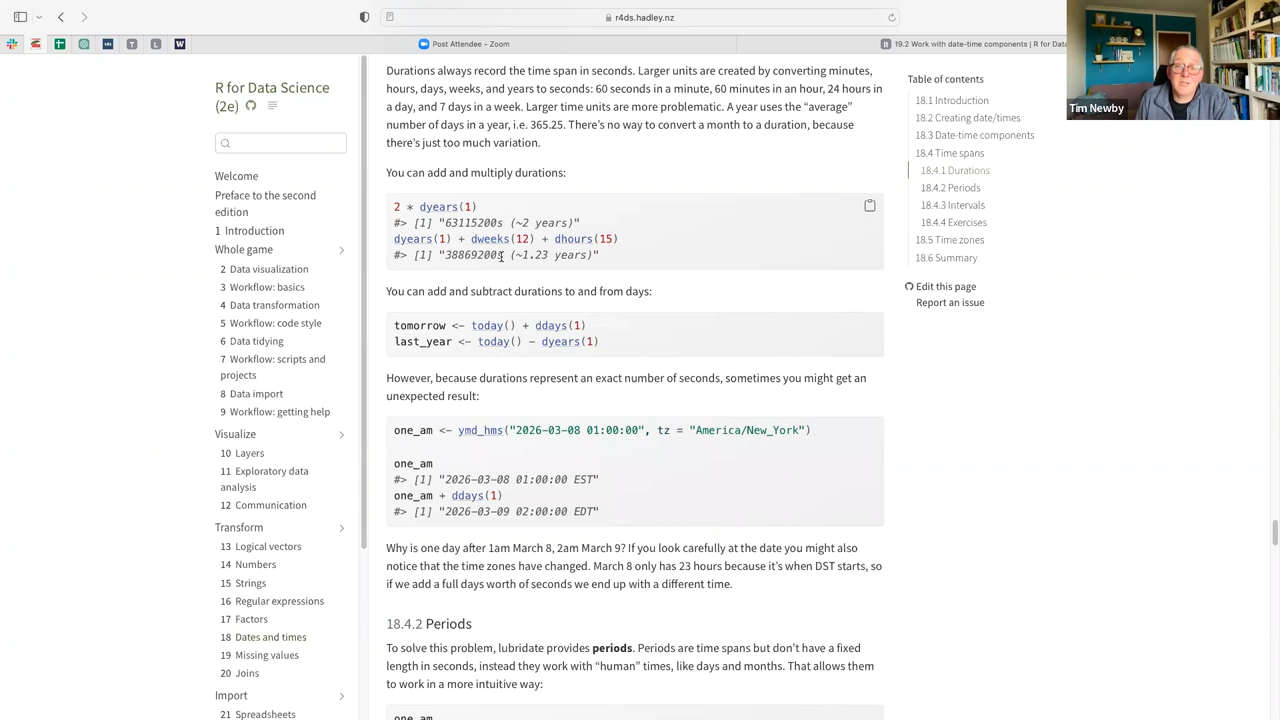 r4ds.hadley.nz
T
L
W
Post Attendee - Zoom
R
19.2 Work with date-time components | R for Data
Tim Newby
R for Data Science
(2e)
Welcome
Preface to the second
edition
1 Introduction
Whole game
2 Data visualization
3 Workflow: basics
4 Data transformation
5 Workflow: code style
6 Data tidying
7 Workflow: scripts and
projects
8 Data import
9 Workflow: getting help
Visualize
10 Layers
11 Exploratory data
analysis
12 Communication
Transform
13 Logical vectors
14 Numbers
15 Strings
16 Regular expressions
17 Factors
18 Dates and times
19 Missing values
20 Joins
Import
21 Spreadsheets
Durations always record the time span in seconds. Larger units are created by converting minutes,
hours, days, weeks, and years to seconds: 60 seconds in a minute, 60 minutes in an hour, 24 hours in
a day, and 7 days in a week. Larger time units are more problematic. A year uses the “average”
number of days in a year, i.e. 365.25. There’s no way to convert a month to a duration, because
there’s just too much variation.
You can add and multiply durations:
2 * dyears(1)
#> [1] "63115200s (~2 years)"
dyears(1) + dweeks(12) + dhours(15)
#> [1] "38869200s (~1.23 years)"
You can add and subtract durations to and from days:
tomorrow <- today() + ddays(1)
last_year <- today() - dyears(1)
However, because durations represent an exact number of seconds, sometimes you might get an
unexpected result:
one_am <- ymd_hms("2026-03-08 01:00:00", tz = "America/New_York")
one_am
#> [1] "2026-03-08 01:00:00 EST"
one_am + ddays(1)
#> [1] "2026-03-09 02:00:00 EDT"
Why is one day after 1am March 8, 2am March 9? If you look carefully at the date you might also
notice that the time zones have changed. March 8 only has 23 hours because it’s when DST starts, so
if we add a full days worth of seconds we end up with a different time.
18.4.2 Periods
To solve this problem, lubridate provides periods. Periods are time spans but don’t have a fixed
length in seconds, instead they work with “human” times, like days and months. That allows them
to work in a more intuitive way:
one_am
Table of contents
18.1 Introduction
18.2 Creating date/times
18.3 Date-time components
18.4 Time spans
18.4.1 Durations
18.4.2 Periods
18.4.3 Intervals
18.4.4 Exercises
18.5 Time zones
18.6 Summary
Edit this page
Report an issue